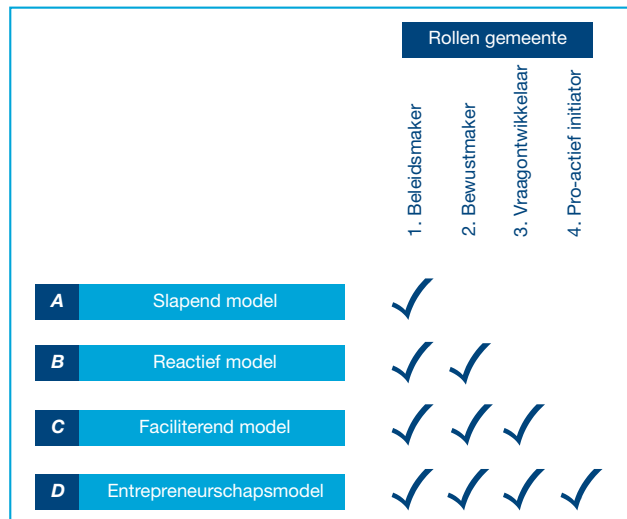 Rollen gemeente
1. Beleidsmaker
2. Bewustmaker
3. Vraagontwikkelaar
4. Pro-actief initiator
A Slapend model
B Reactief model
C Faciliterend model
D Entrepreneurschapsmodel